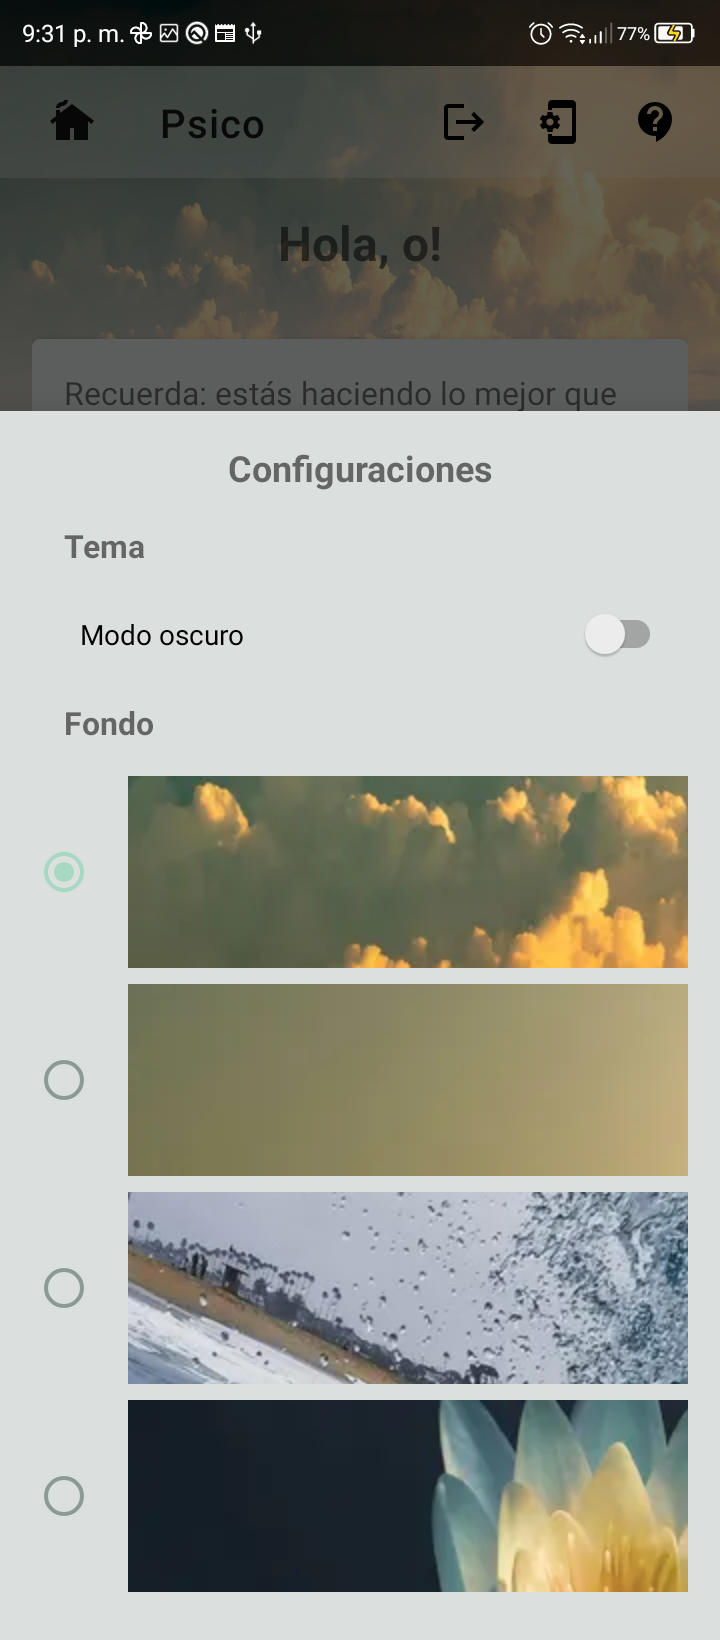 9:31 p. m.
77%
Psico
Hola, o!
Recuerda: estás haciendo lo mejor que
Configuraciones
Tema
Modo oscuro
Fondo